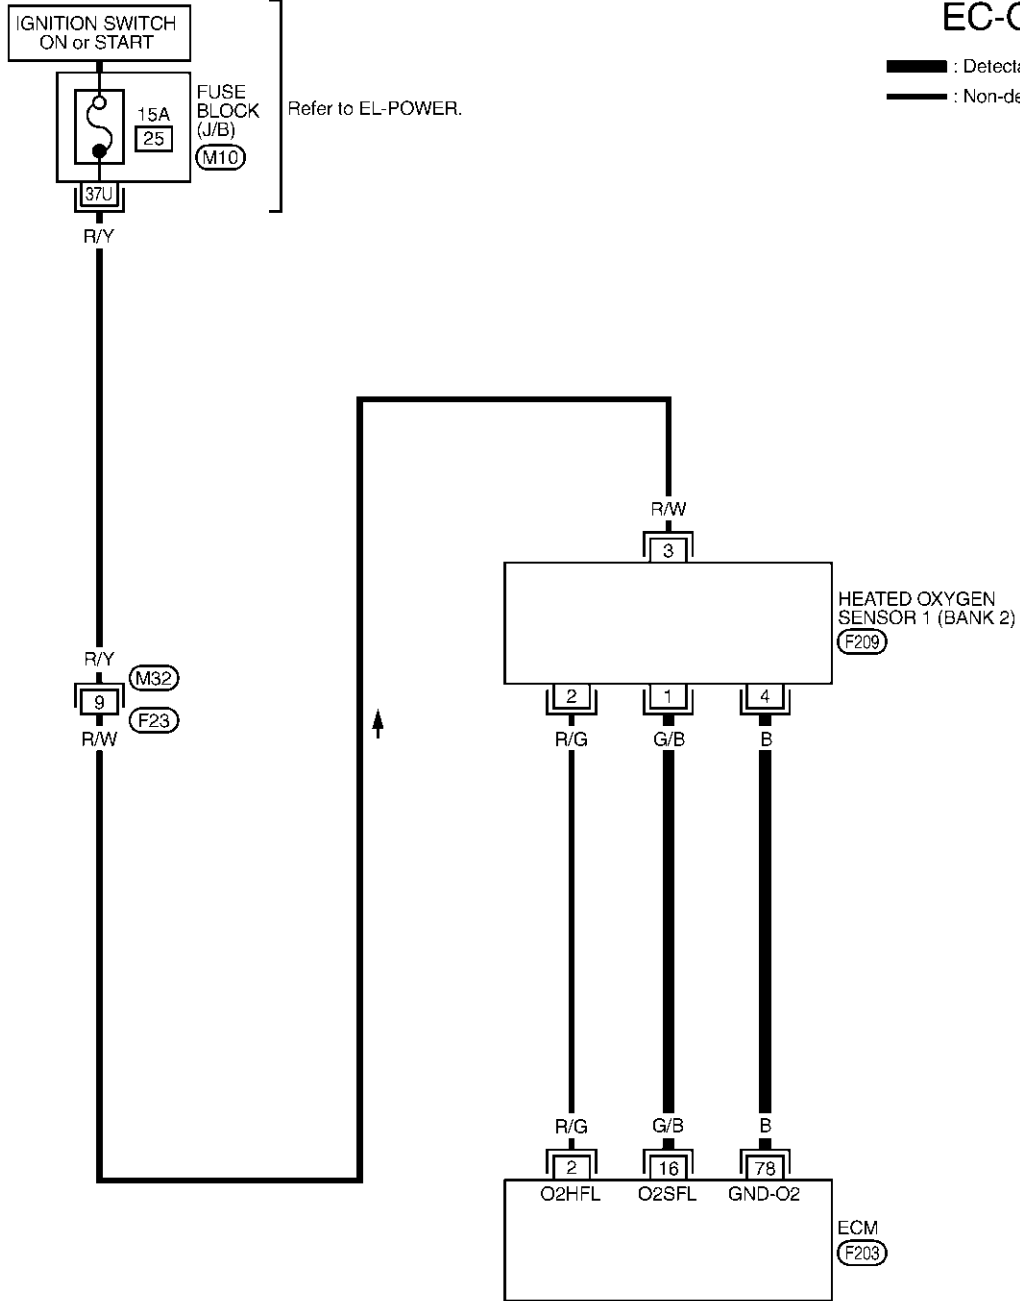 EC-O
IGNITION SWITCH
ON or START
: Detecta
: Non-de
FUSE
BLOCK
(J/B)
M10
15A
25
Refer to EL-POWER.
37U
R/Y
R/W
3
HEATED OXYGEN
SENSOR 1 (BANK 2)
F209
R/Y
M32
9
F23
R/W
2 1 4
R/G G/B B
R/G G/B B
2 16 78
O2HFL O2SFL GND-O2
ECM
F203